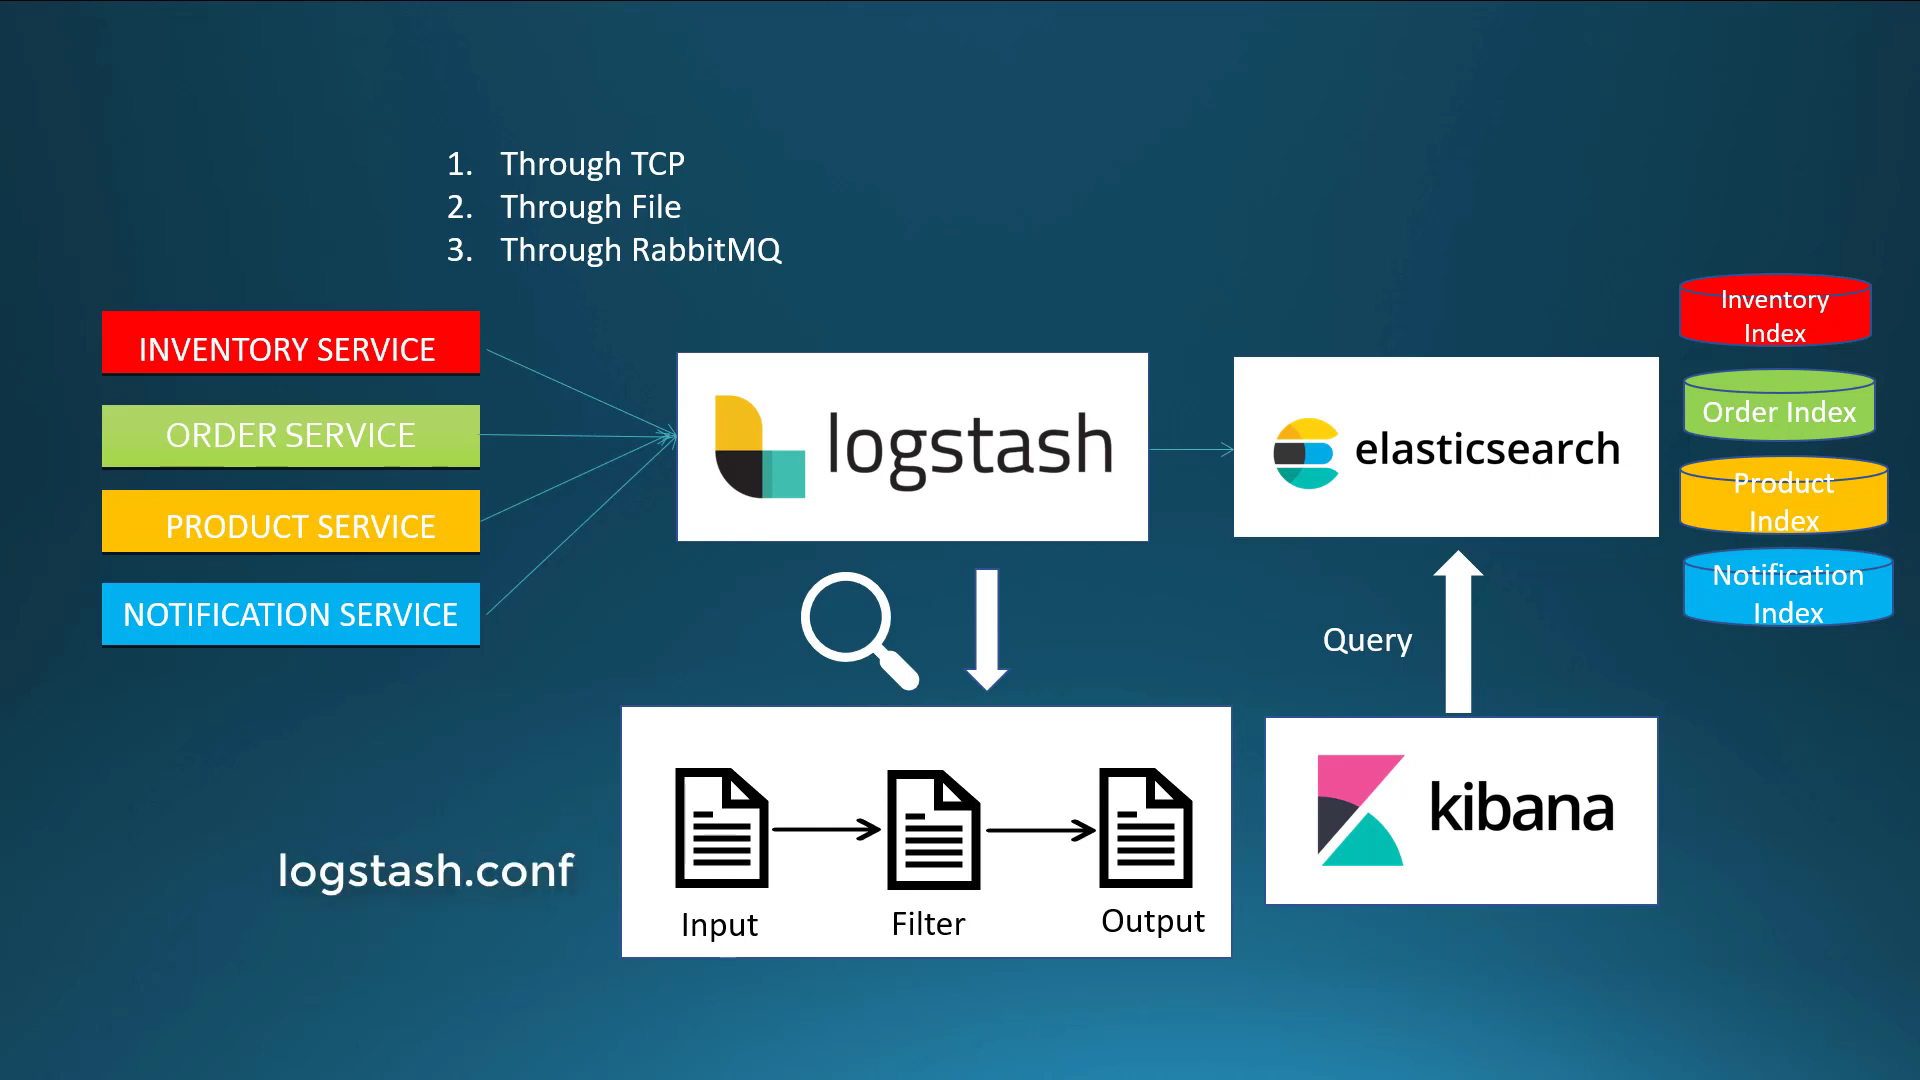 1. Through TCP
2. Through File
3. Through RabbitMQ
INVENTORY SERVICE
ORDER SERVICE
PRODUCT SERVICE
NOTIFICATION SERVICE
logstash
elasticsearch
Inventory
Index
Order Index
Product
Index
Notification
Index
Query
logstash.conf
Input
Filter
Output
kibana